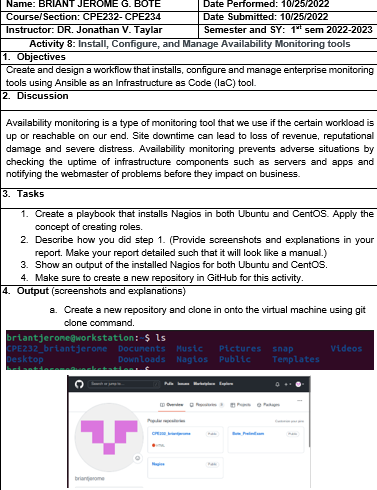 Name: BRIANT JEROME G. BOTE
Date Performed: 10/25/2022
Course/Section: CPE232- CPE234
Date Submitted: 10/25/2022
Instructor: DR. Jonathan V. Taylar
Semester and SY: 1st sem 2022-2023
Activity 8: Install, Configure, and Manage Availability Monitoring tools
1. Objectives
Create and design a workflow that installs, configure and manage enterprise monitoring
tools using Ansible as an Infrastructure as Code (IaC) tool.
2. Discussion
Availability monitoring is a type of monitoring tool that we use if the certain workload is
up or reachable on our end. Site downtime can lead to loss of revenue, reputational
damage and severe distress. Availability monitoring prevents adverse situations by
checking the uptime of infrastructure components such as servers and apps and
notifying the webmaster of problems before they impact on business.
3. Tasks
1. Create a playbook that installs Nagios in both Ubuntu and CentOS. Apply the
concept of creating roles.
2. Describe how you did step 1. (Provide screenshots and explanations in your
report. Make your report detailed such that it will look like a manual.)
3. Show an output of the installed Nagios for both Ubuntu and CentOS.
4. Make sure to create a new repository in GitHub for this activity.
4. Output (screenshots and explanations)
a. Create a new repository and clone in onto the virtual machine using git
clone command.
briantjerome@workstation:~$ ls
CPE232_briantjerome Documents Music Pictures snap Videos
Desktop Downloads Nagios Public Templates
Search or jump to... Pulls Issues Marketplace Explore
Overview Repositories Projects Packages
Popular repositories
CPE232_briantjerome Public
Bote_PrelimExam Public
HTML
Nagios Public
briantjerome